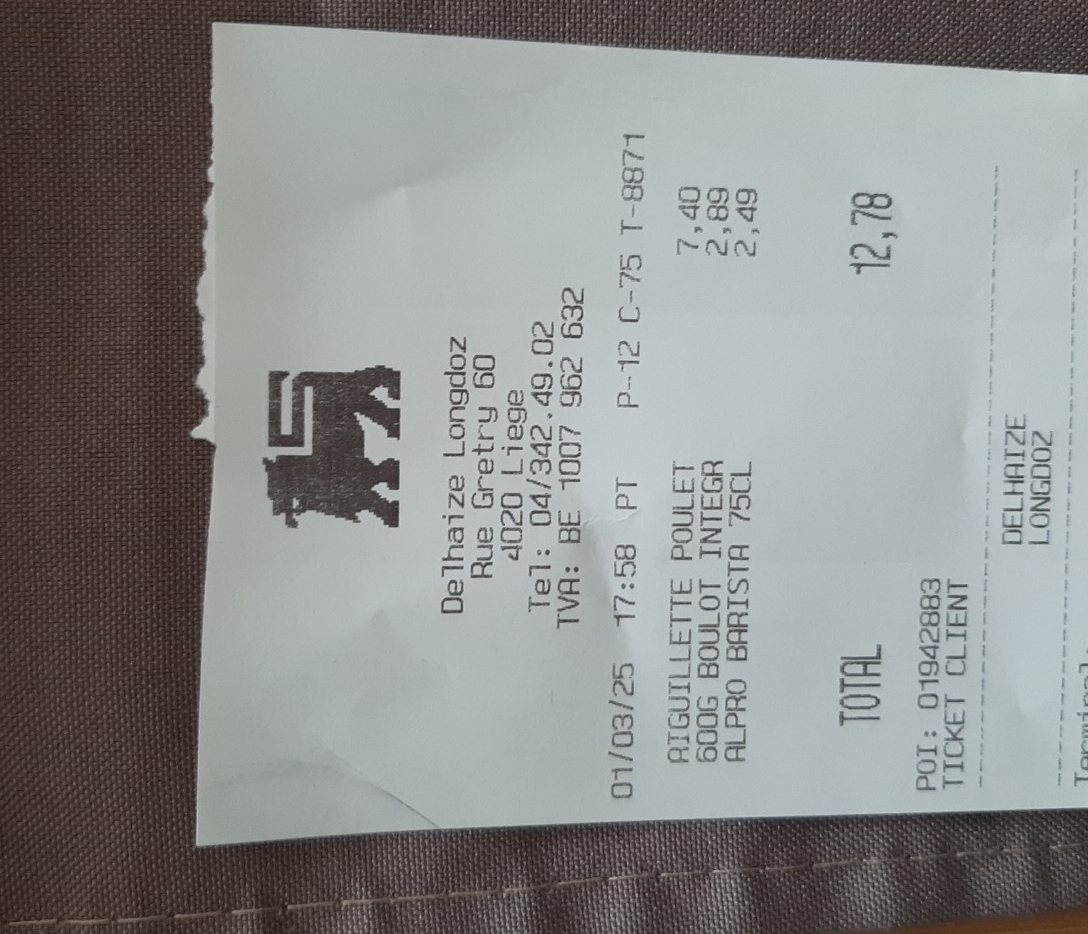 Delhaize Longdoz
Rue Gretry 60
4020 Liege
Tel: 04/342.49.02
TVA: BE 1007 962 632
01/03/25 17:58 PT P-12 C-75 T-8871
AIGUILLETTE POULET 7,40
600G BOULOT INTEGR 2,89
ALPRO BARISTA 75CL 2,49
TOTAL 12,78
POI: 01942883
TICKET CLIENT
DELHAIZE
LONGDOZ